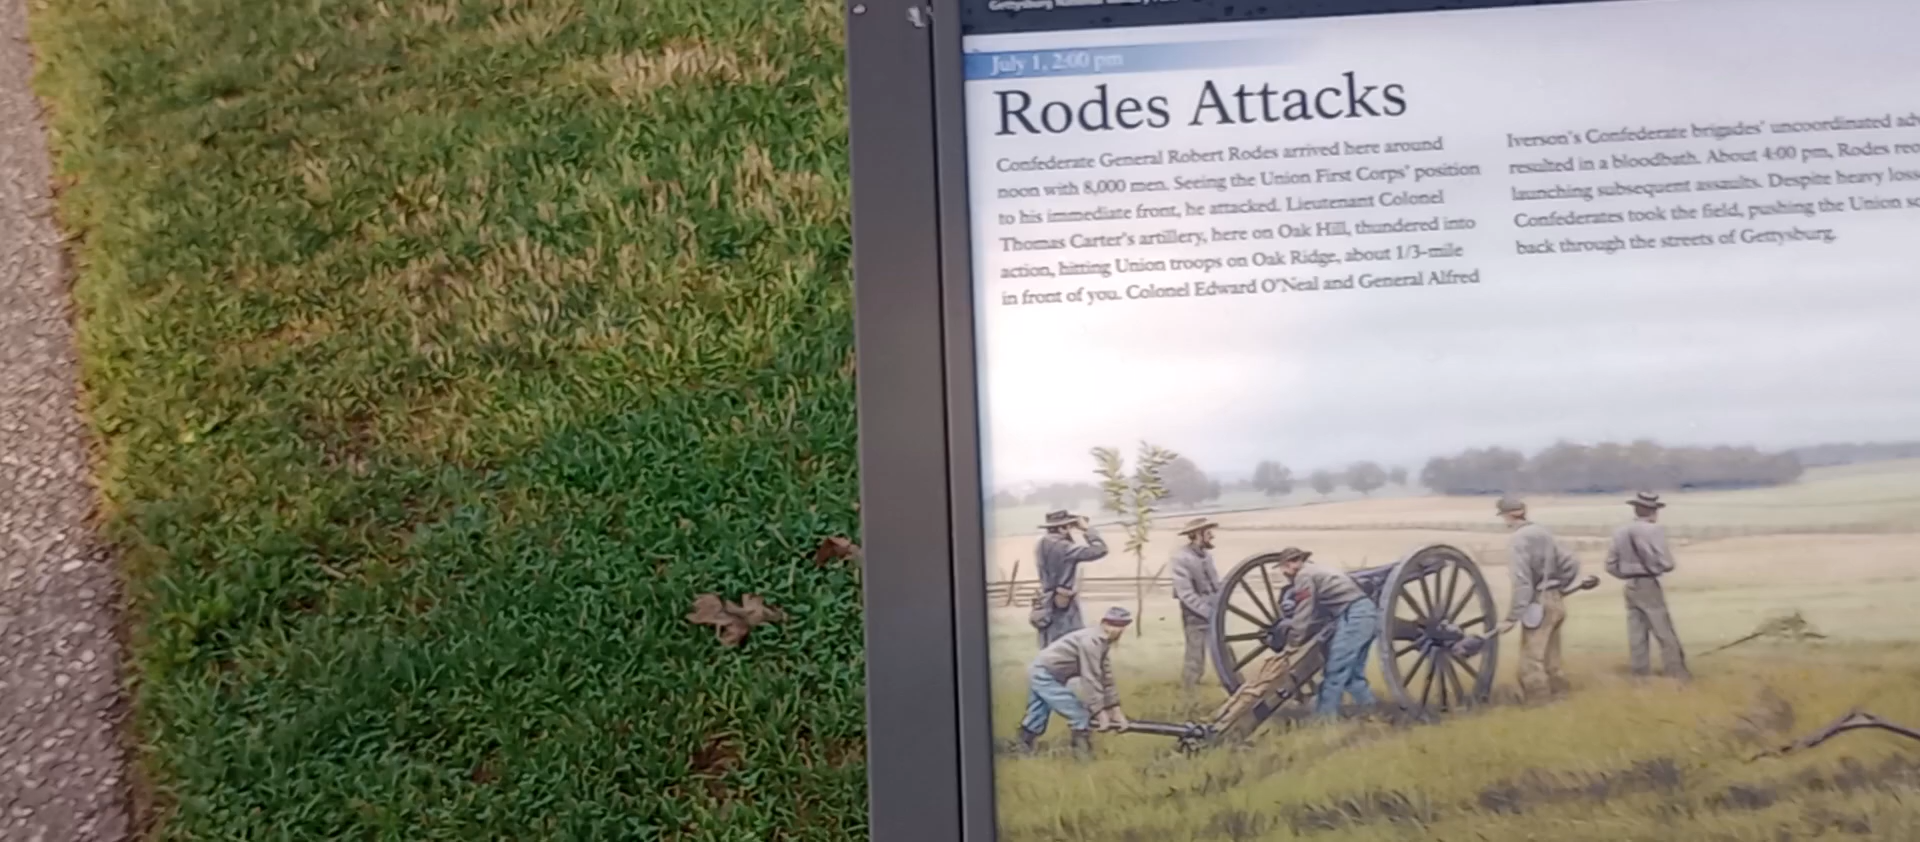 Gettysburg National Military Park
July 1, 2:00 pm
Rodes Attacks
Confederate General Robert Rodes arrived here around
noon with 8,000 men. Seeing the Union First Corps' position
to his immediate front, he attacked. Lieutenant Colonel
Thomas Carter's artillery, here on Oak Hill, thundered into
action, hitting Union troops on Oak Ridge, about 1/3-mile
in front of you. Colonel Edward O'Neal and General Alfred
Iverson's Confederate brigades' uncoordinated
resulted in a bloodbath. About 4:00 pm, Rodes
launching subsequent assaults. Despite heavy
Confederates took the field, pushing the Union
back through the streets of Gettysburg.